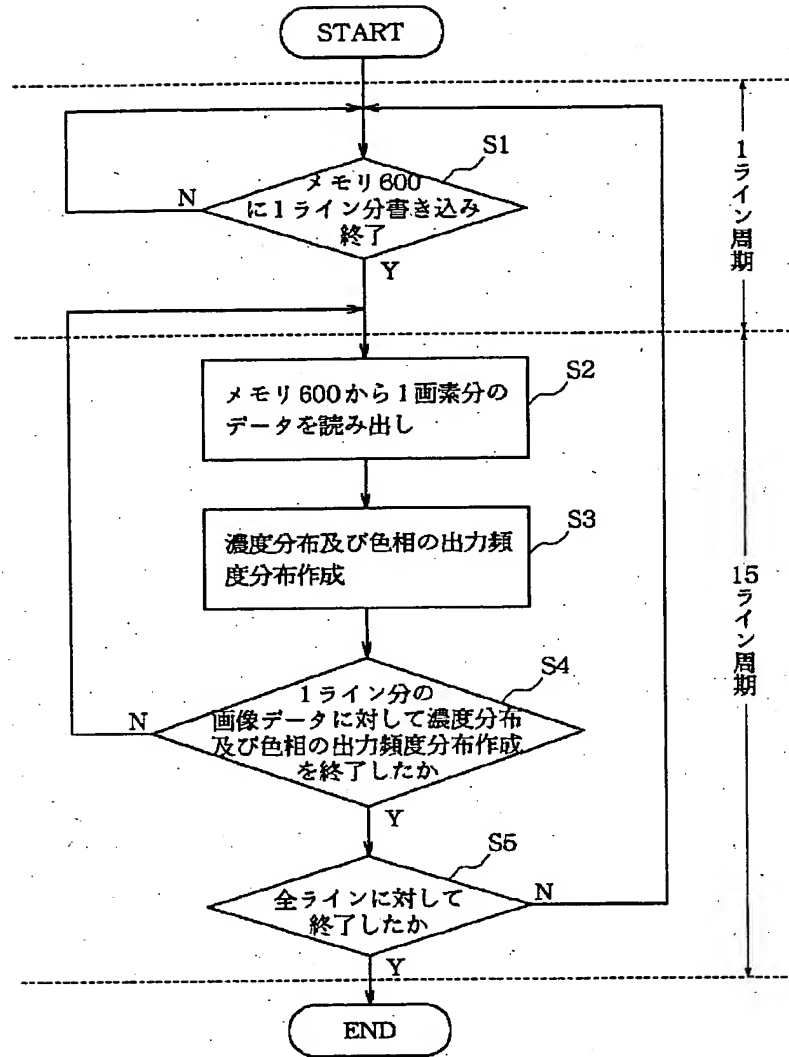 START
S1
メモリ600
に1ライン分書き込み
終了
N
Y
1ライン周期
S2
メモリ600から1画素分の
データを読み出し
S3
濃度分布及び色相の出力頻
度分布作成
S4
1ライン分の
画像データに対して濃度分布
及び色相の出力頻度分布作成
を終了したか
N
Y
15ライン周期
S5
全ラインに対して
終了したか
N
Y
END